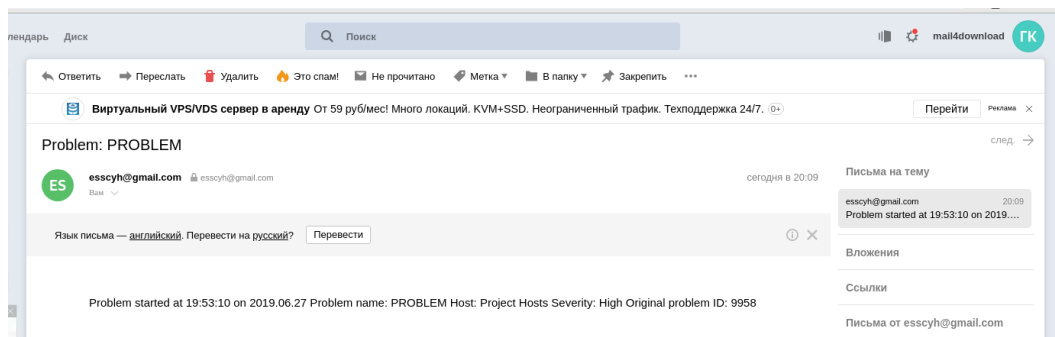 лендарь Диск Поиск mail4download ГК
Ответить Переслать Удалить Это спам! Не прочитано Метка В папку Закрепить
Виртуальный VPS/VDS сервер в аренду От 59 руб/мес! Много локаций. KVM+SSD. Неограниченный трафик. Техподдержка 24/7. 0+ Перейти Реклама
Problem: PROBLEM
след.
ES esscyh@gmail.com esscyh@gmail.com сегодня в 20:09
Вам
Язык письма — английский. Перевести на русский? Перевести
Problem started at 19:53:10 on 2019.06.27 Problem name: PROBLEM Host: Project Hosts Severity: High Original problem ID: 9958
Письма на тему
esscyh@gmail.com 20:09
Problem started at 19:53:10 on 2019....
Вложения
Ссылки
Письма от esscyh@gmail.com